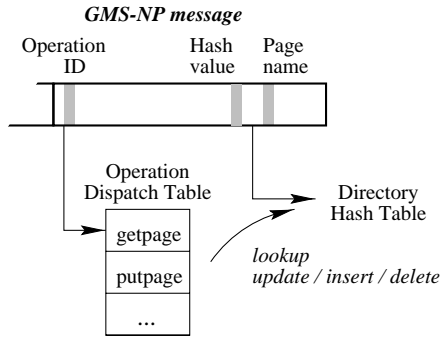 GMS-NP message
Operation
ID
Hash
value
Page
name
Operation
Dispatch Table
getpage
putpage
...
Directory
Hash Table
lookup
update / insert / delete